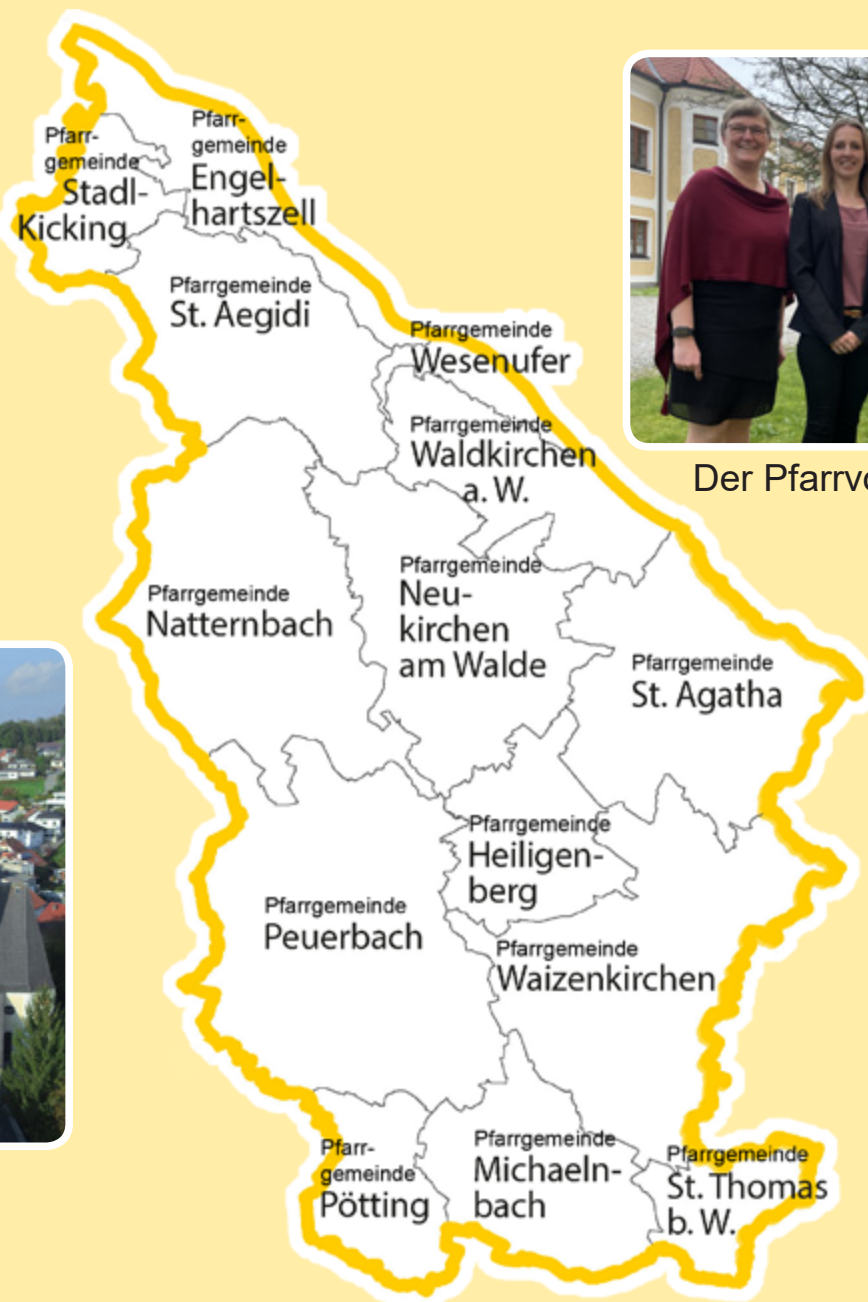 Pfarr-
gemeinde
Stadl-
Kicking
Pfarr-
gemeinde
Engel-
hartszell
Pfarrgemeinde
St. Aegidi
Pfarrgemeinde
Wesenufer
Pfarrgemeinde
Waldkirchen
a. W.
Der Pfarrvo
Pfarrgemeinde
Natternbach
Pfarrgemeinde
Neu-
kirchen
am Walde
Pfarrgemeinde
St. Agatha
Pfarrgemeinde
Heiligen-
berg
Pfarrgemeinde
Peuerbach
Pfarrgemeinde
Waizenkirchen
Pfarr-
gemeinde
Pötting
Pfarrgemeinde
Michaeln-
bach
Pfarrgemeinde
St. Thomas
b. W.